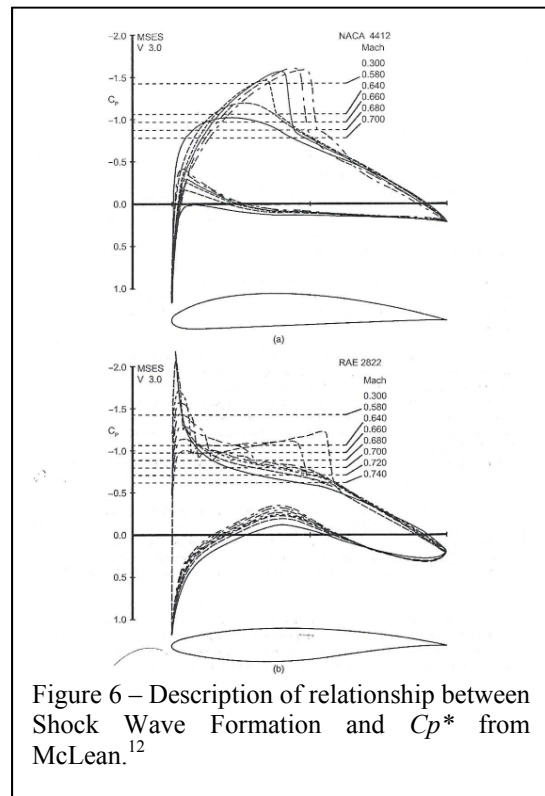 −2.0
MSES
V 3.0
NACA 4412
Mach
−1.5
0.300
0.580
0.640
0.660
0.680
0.700
CP
−1.0
−0.5
0.0
0.5
1.0
(a)
−2.0
MSES
V 3.0
RAE 2822
Mach
−1.5
0.300
0.580
0.640
0.660
0.680
0.700
0.720
0.740
CP
−1.0
−0.5
0.0
0.5
1.0
(b)
Figure 6 – Description of relationship between
Shock Wave Formation and Cp* from
McLean.12